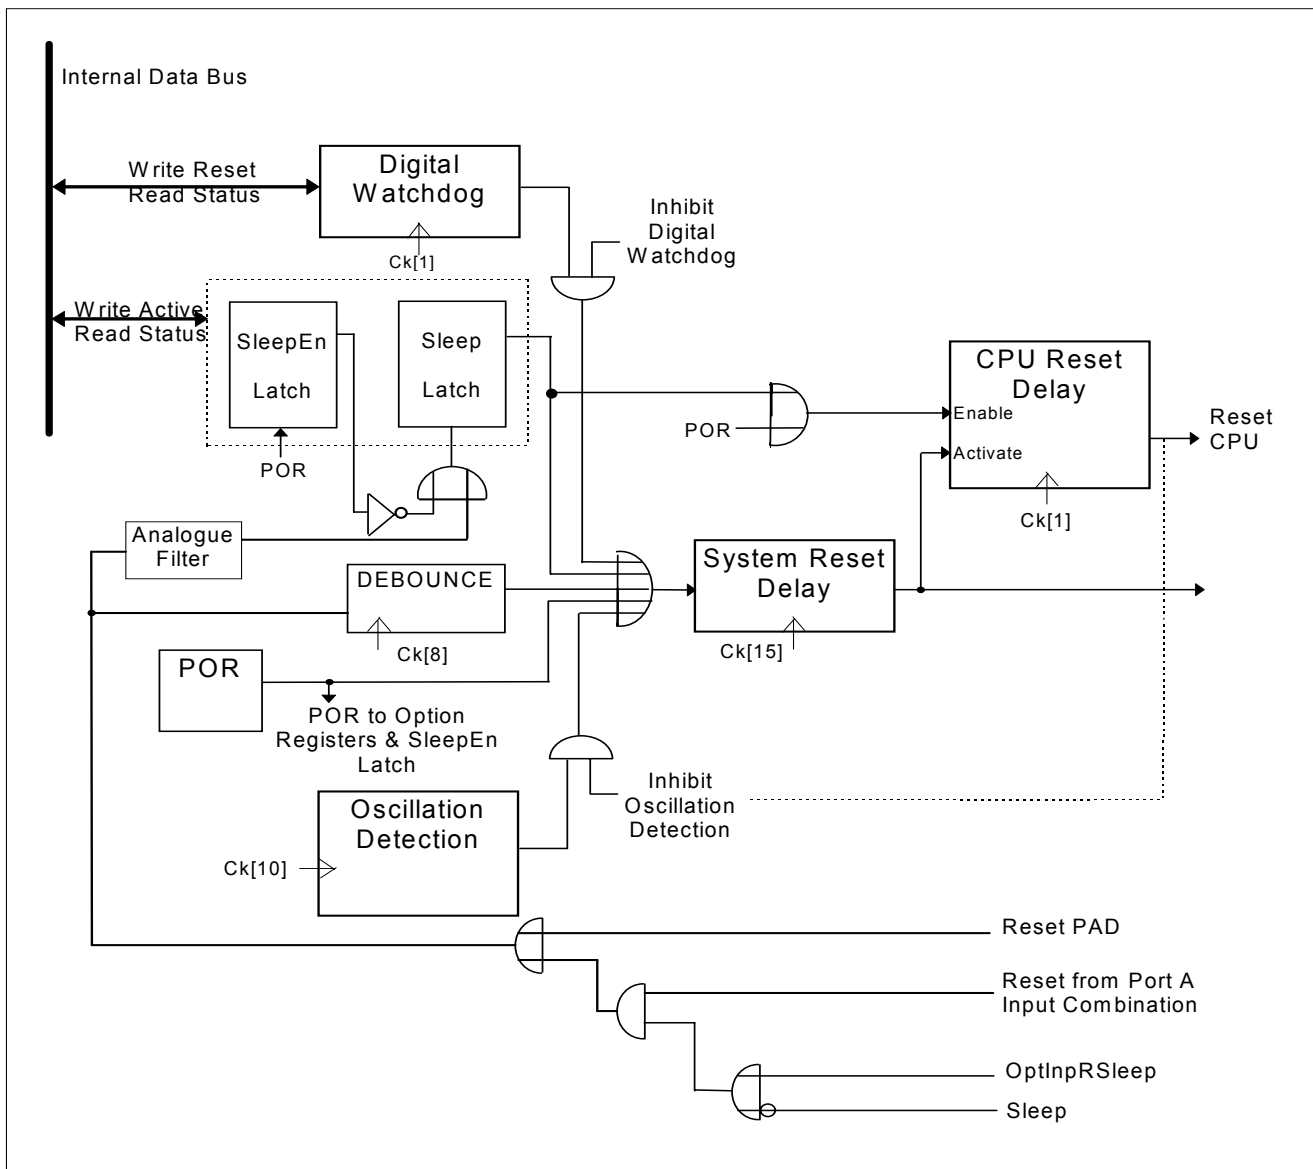 Internal Data Bus
Write Reset
Read Status
Digital
Watchdog
Ck[1]
Inhibit
Digital
Watchdog
Write Active
Read Status
SleepEn
Latch
Sleep
Latch
POR
CPU Reset
Delay
Enable
Activate
Ck[1]
Reset
CPU
POR
Analogue
Filter
DEBOUNCE
Ck[8]
System Reset
Delay
Ck[15]
POR
POR to Option
Registers & SleepEn
Latch
Inhibit
Oscillation
Detection
Oscillation
Detection
Ck[10]
Reset PAD
Reset from Port A
Input Combination
OptInpRSleep
Sleep